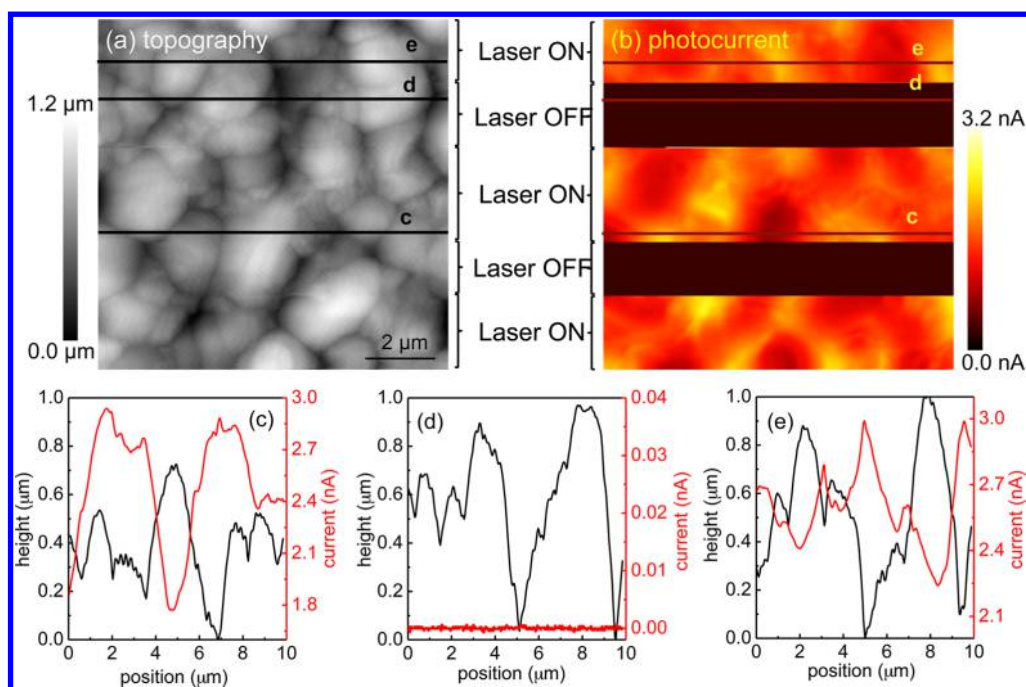 (a) topography
e
d
c
1.2 µm
0.0 µm
2 µm
Laser ON
Laser OFF
Laser ON
Laser OFF
Laser ON
(b) photocurrent
e
d
c
3.2 nA
0.0 nA
(c)
height (µm)
1.0
0.8
0.6
0.4
0.2
0.0
0 2 4 6 8 10
position (µm)
3.0
2.7
2.4
2.1
1.8
current (nA)
(d)
height (µm)
1.0
0.8
0.6
0.4
0.2
0.0
0 2 4 6 8 10
position (µm)
0.04
0.03
0.02
0.01
0.00
current (nA)
(e)
height (µm)
1.0
0.8
0.6
0.4
0.2
0.0
0 2 4 6 8 10
position (µm)
3.0
2.7
2.4
2.1
current (nA)